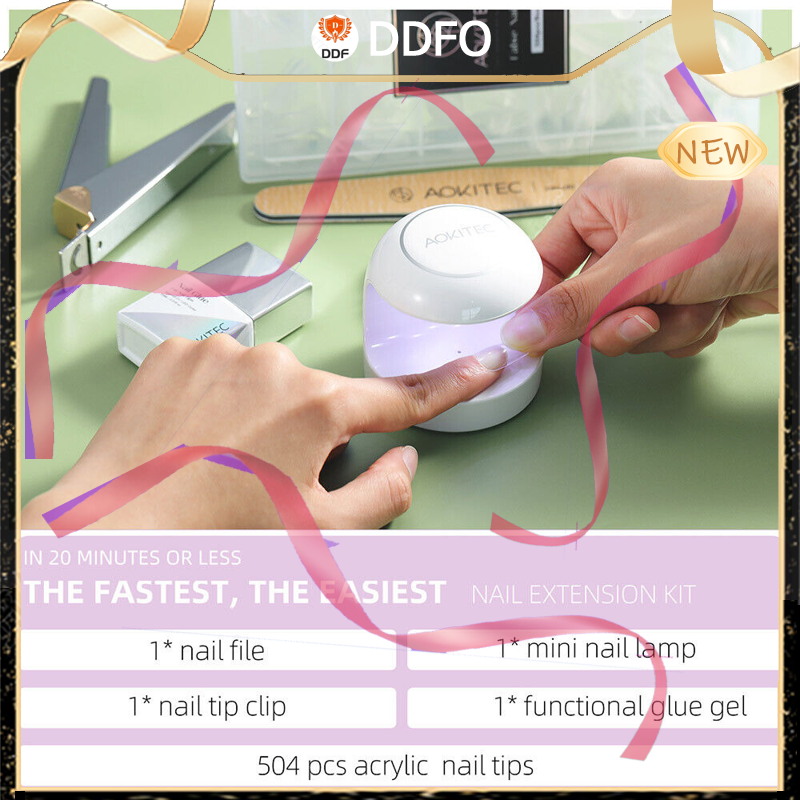 DDF
DDFO
NEW
AOKITEC
AOKITEC
AOKITEC
IN 20 MINUTES OR LESS
THE FASTEST, THE EASIEST NAIL EXTENSION KIT
1* nail file
1* mini nail lamp
1* nail tip clip
1* functional glue gel
504 pcs acrylic nail tips